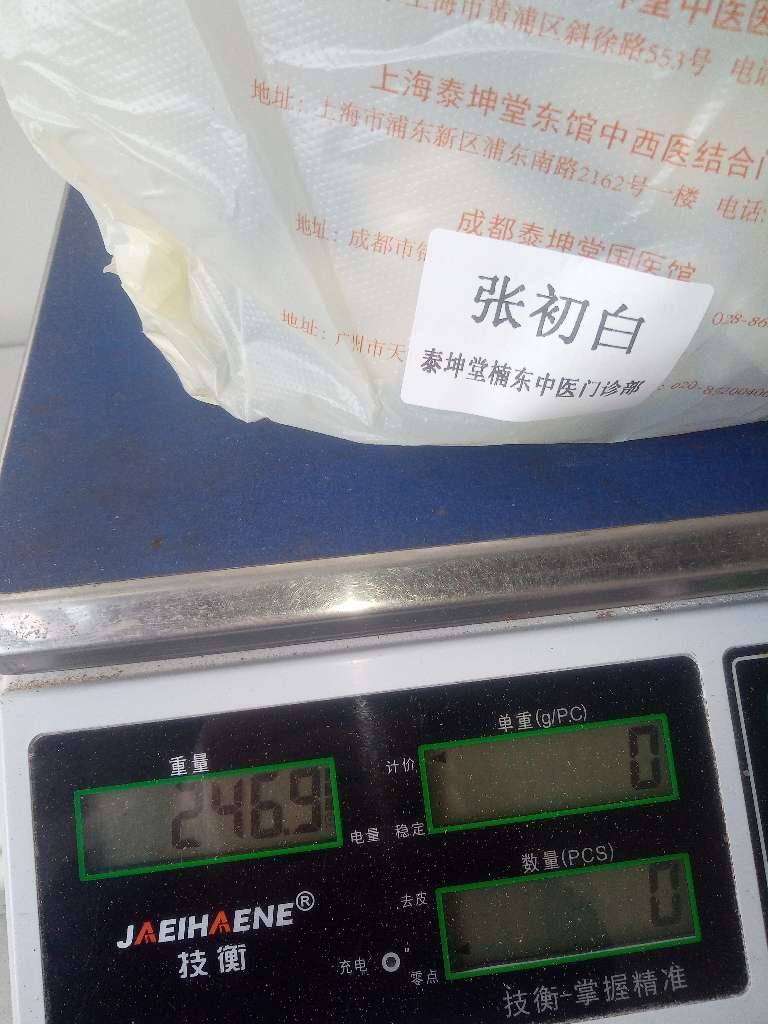 上海市黄浦区斜徐路553号 电话
上海泰坤堂东馆中西医结合门
地址：上海市浦东新区浦东南路2162号一楼 电话:
成都泰坤堂国医馆
地址：成都市锦
028-86
地址：广州市天
张初白
泰坤堂楠东中医门诊部
重量
246.9
单重(g/P.C)
0
计价
电量 稳定
数量(PCS)
0
去皮
JAEIHAENE®
技衡
充电
零点
技衡-掌握精准